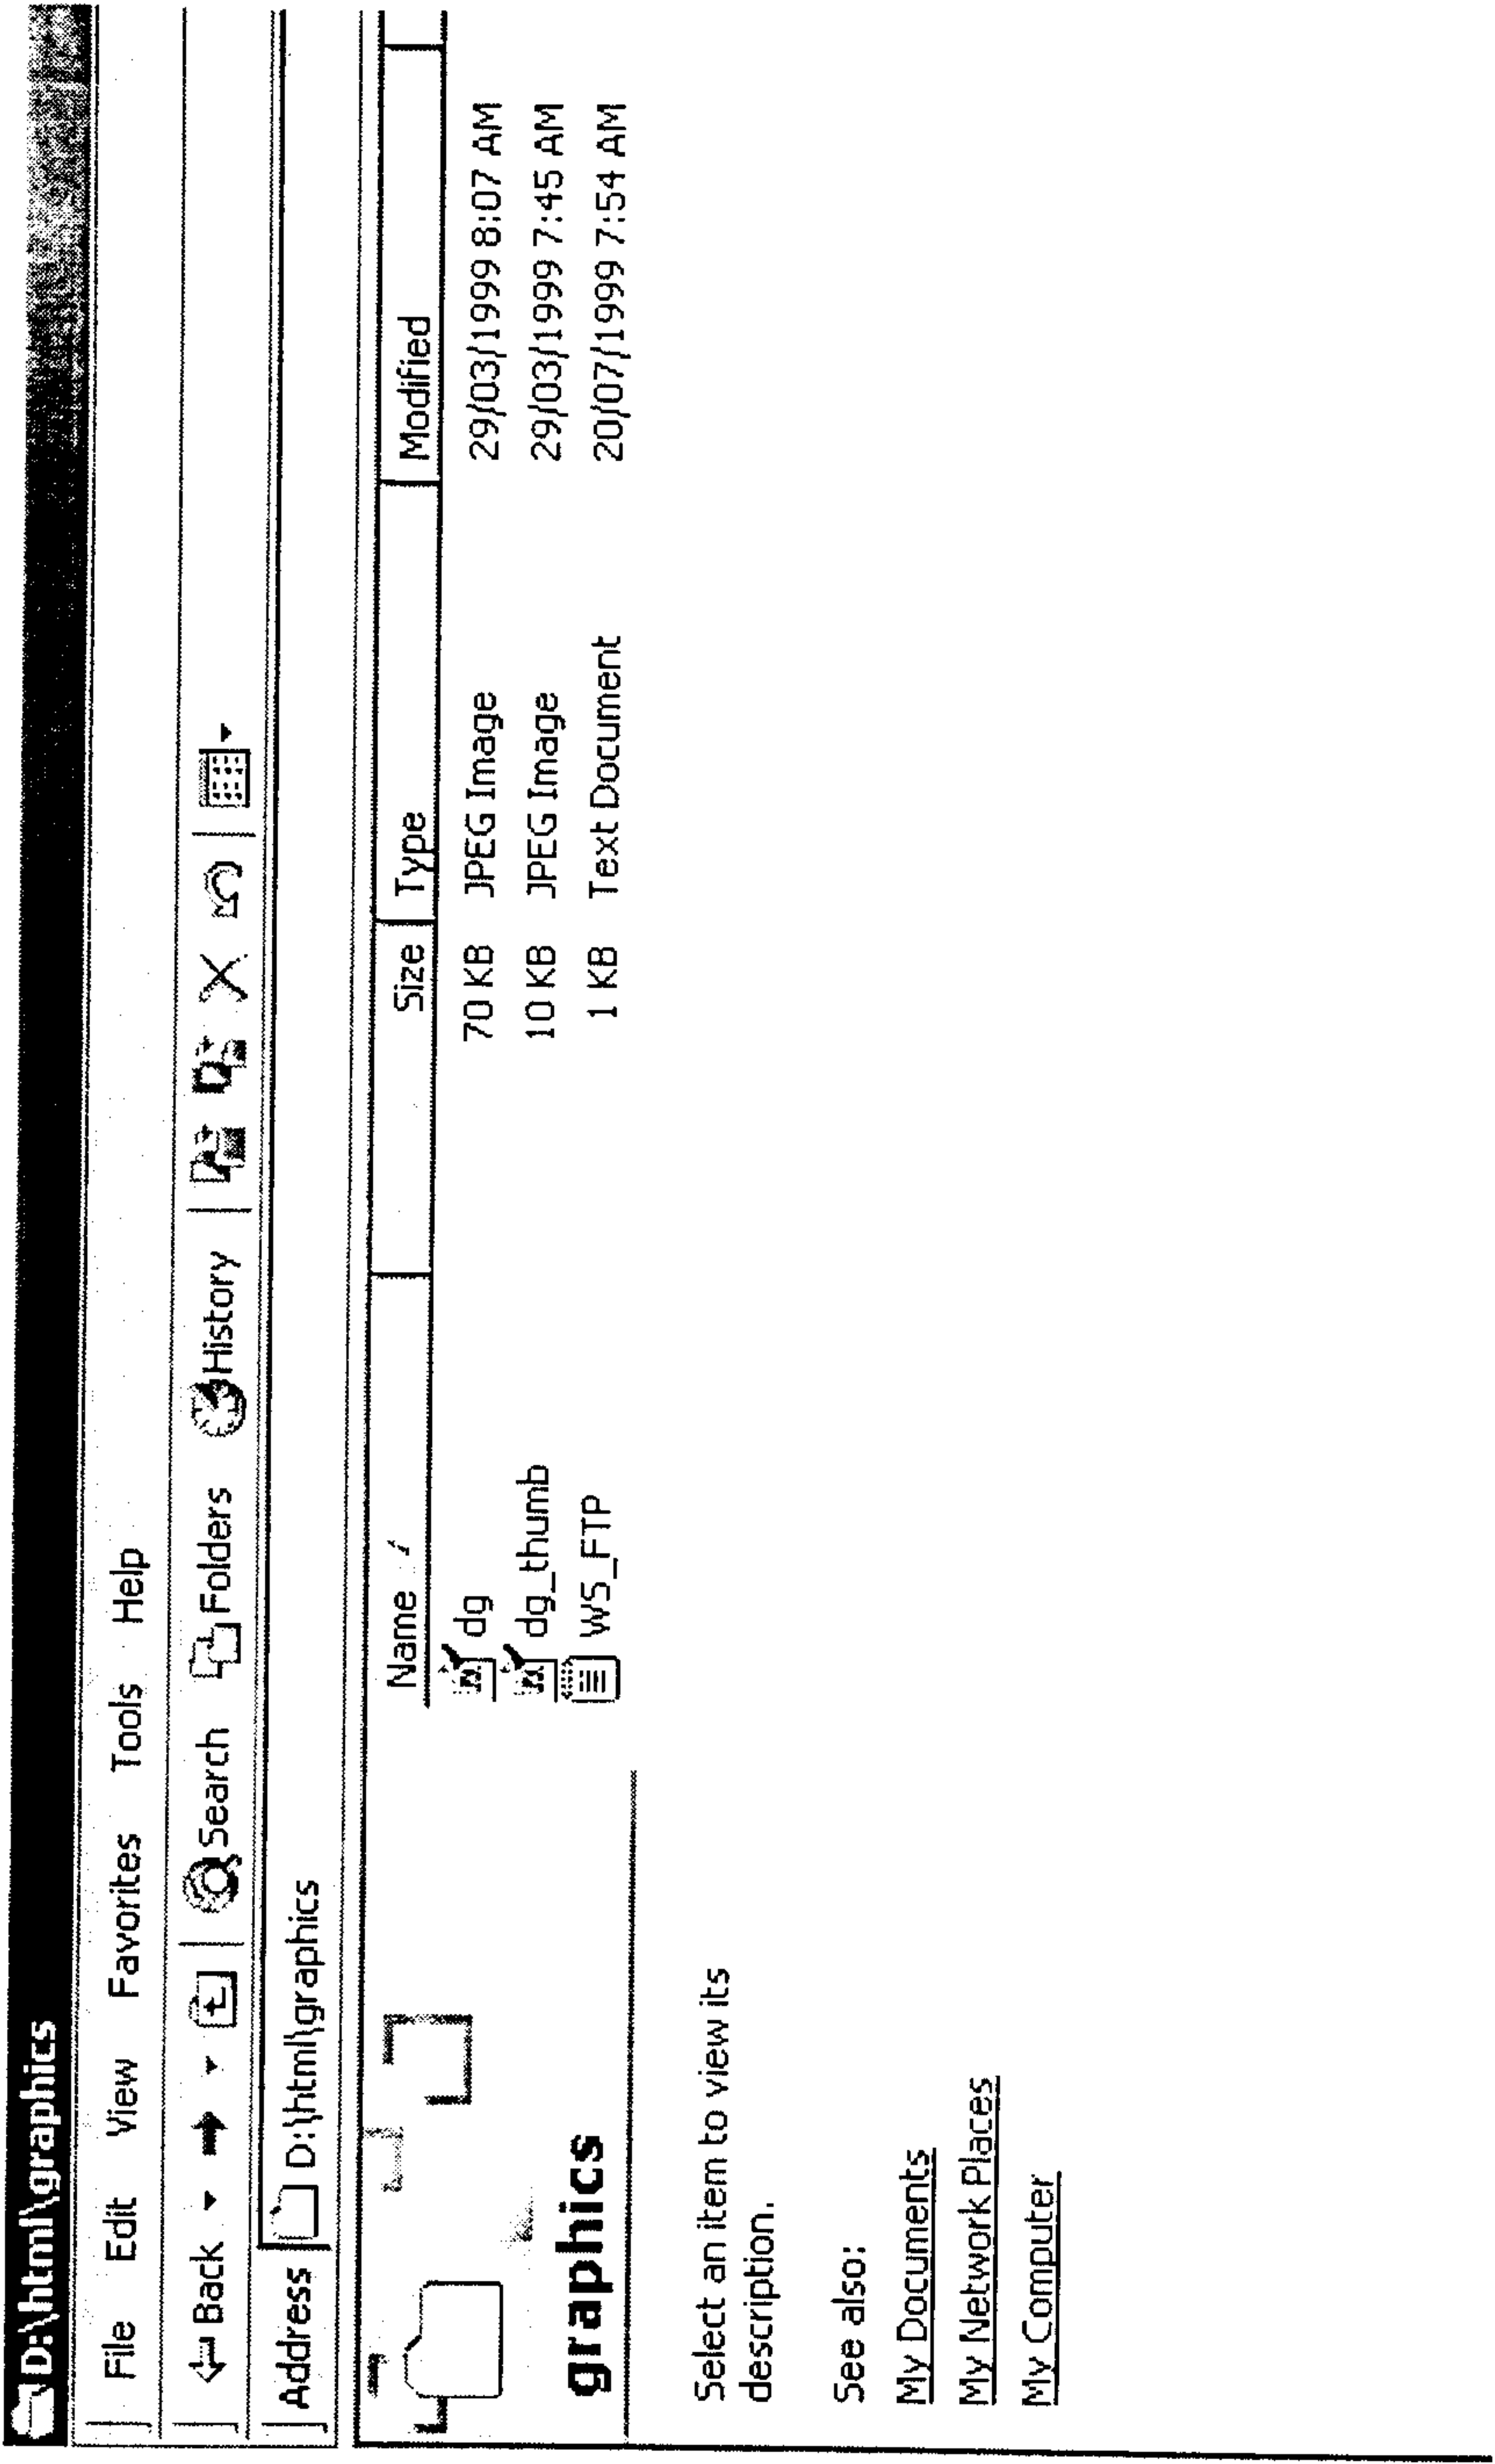 D:\html\graphics
File Edit View Favorites Tools Help
Back Search Folders History
Address D:\html\graphics
Name Size Type Modified
dg 70 KB JPEG Image 29/03/1999 8:07 AM
dg_thumb 10 KB JPEG Image 29/03/1999 7:45 AM
WS_FTP 1 KB Text Document 20/07/1999 7:54 AM
graphics
Select an item to view its
description.
See also:
My Documents
My Network Places
My Computer